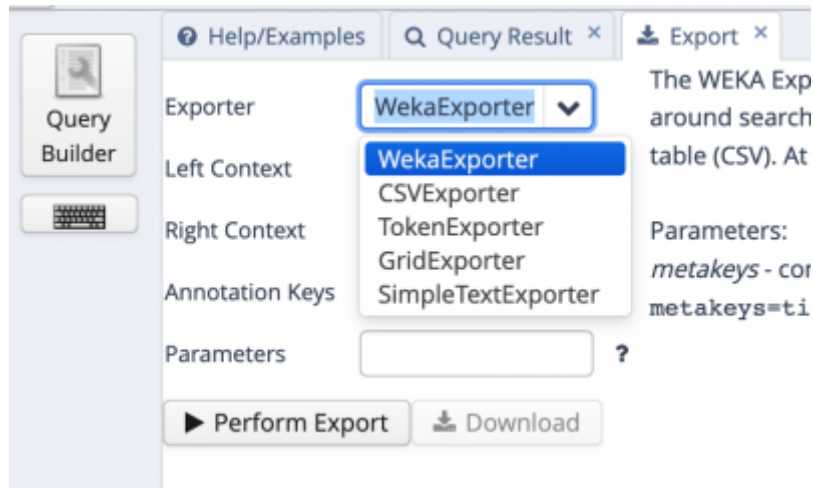 Help/Examples
Query Result ×
Export ×
Query
Builder
Exporter
WekaExporter
WekaExporter
CSVExporter
TokenExporter
GridExporter
SimpleTextExporter
Left Context
Right Context
Annotation Keys
Parameters
?
Perform Export
Download
The WEKA Exp
around search
table (CSV). At
Parameters:
metakeys - con
metakeys=ti